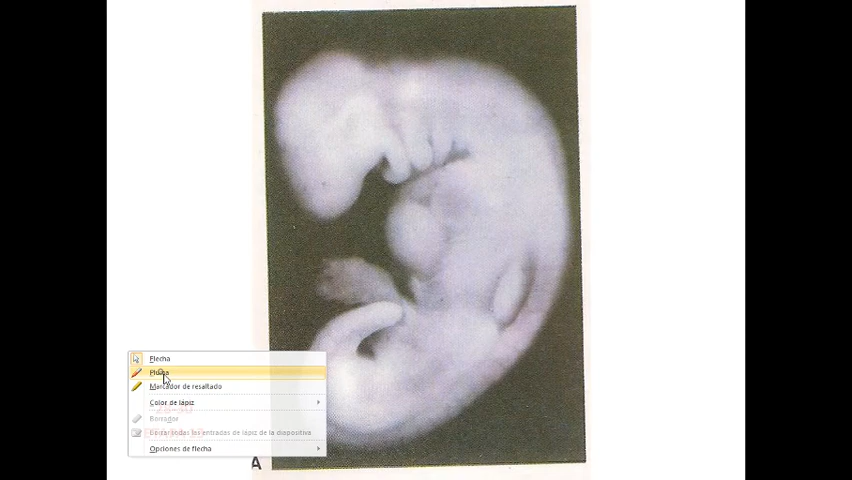 Flecha
Pluma
Marcador de resaltado
Color de lápiz
Borrador
Borrar todas las entradas de lápiz de la diapositiva
Opciones de flecha
A